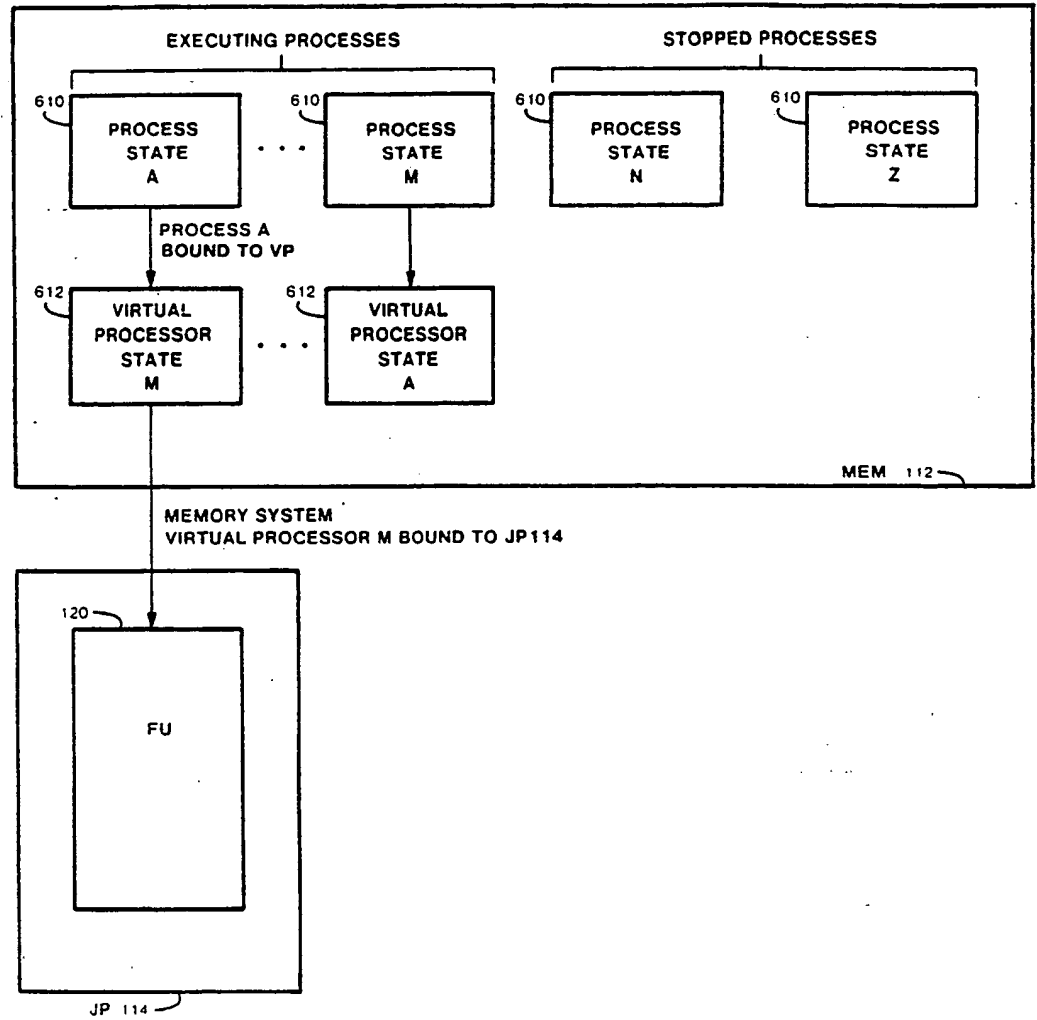 EXECUTING PROCESSES
STOPPED PROCESSES
610
PROCESS
STATE
A
610
PROCESS
STATE
M
610
PROCESS
STATE
N
610
PROCESS
STATE
Z
PROCESS A
BOUND TO VP
612
VIRTUAL
PROCESSOR
STATE
M
612
VIRTUAL
PROCESSOR
STATE
A
MEM 112
MEMORY SYSTEM
VIRTUAL PROCESSOR M BOUND TO JP114
120
FU
JP 114